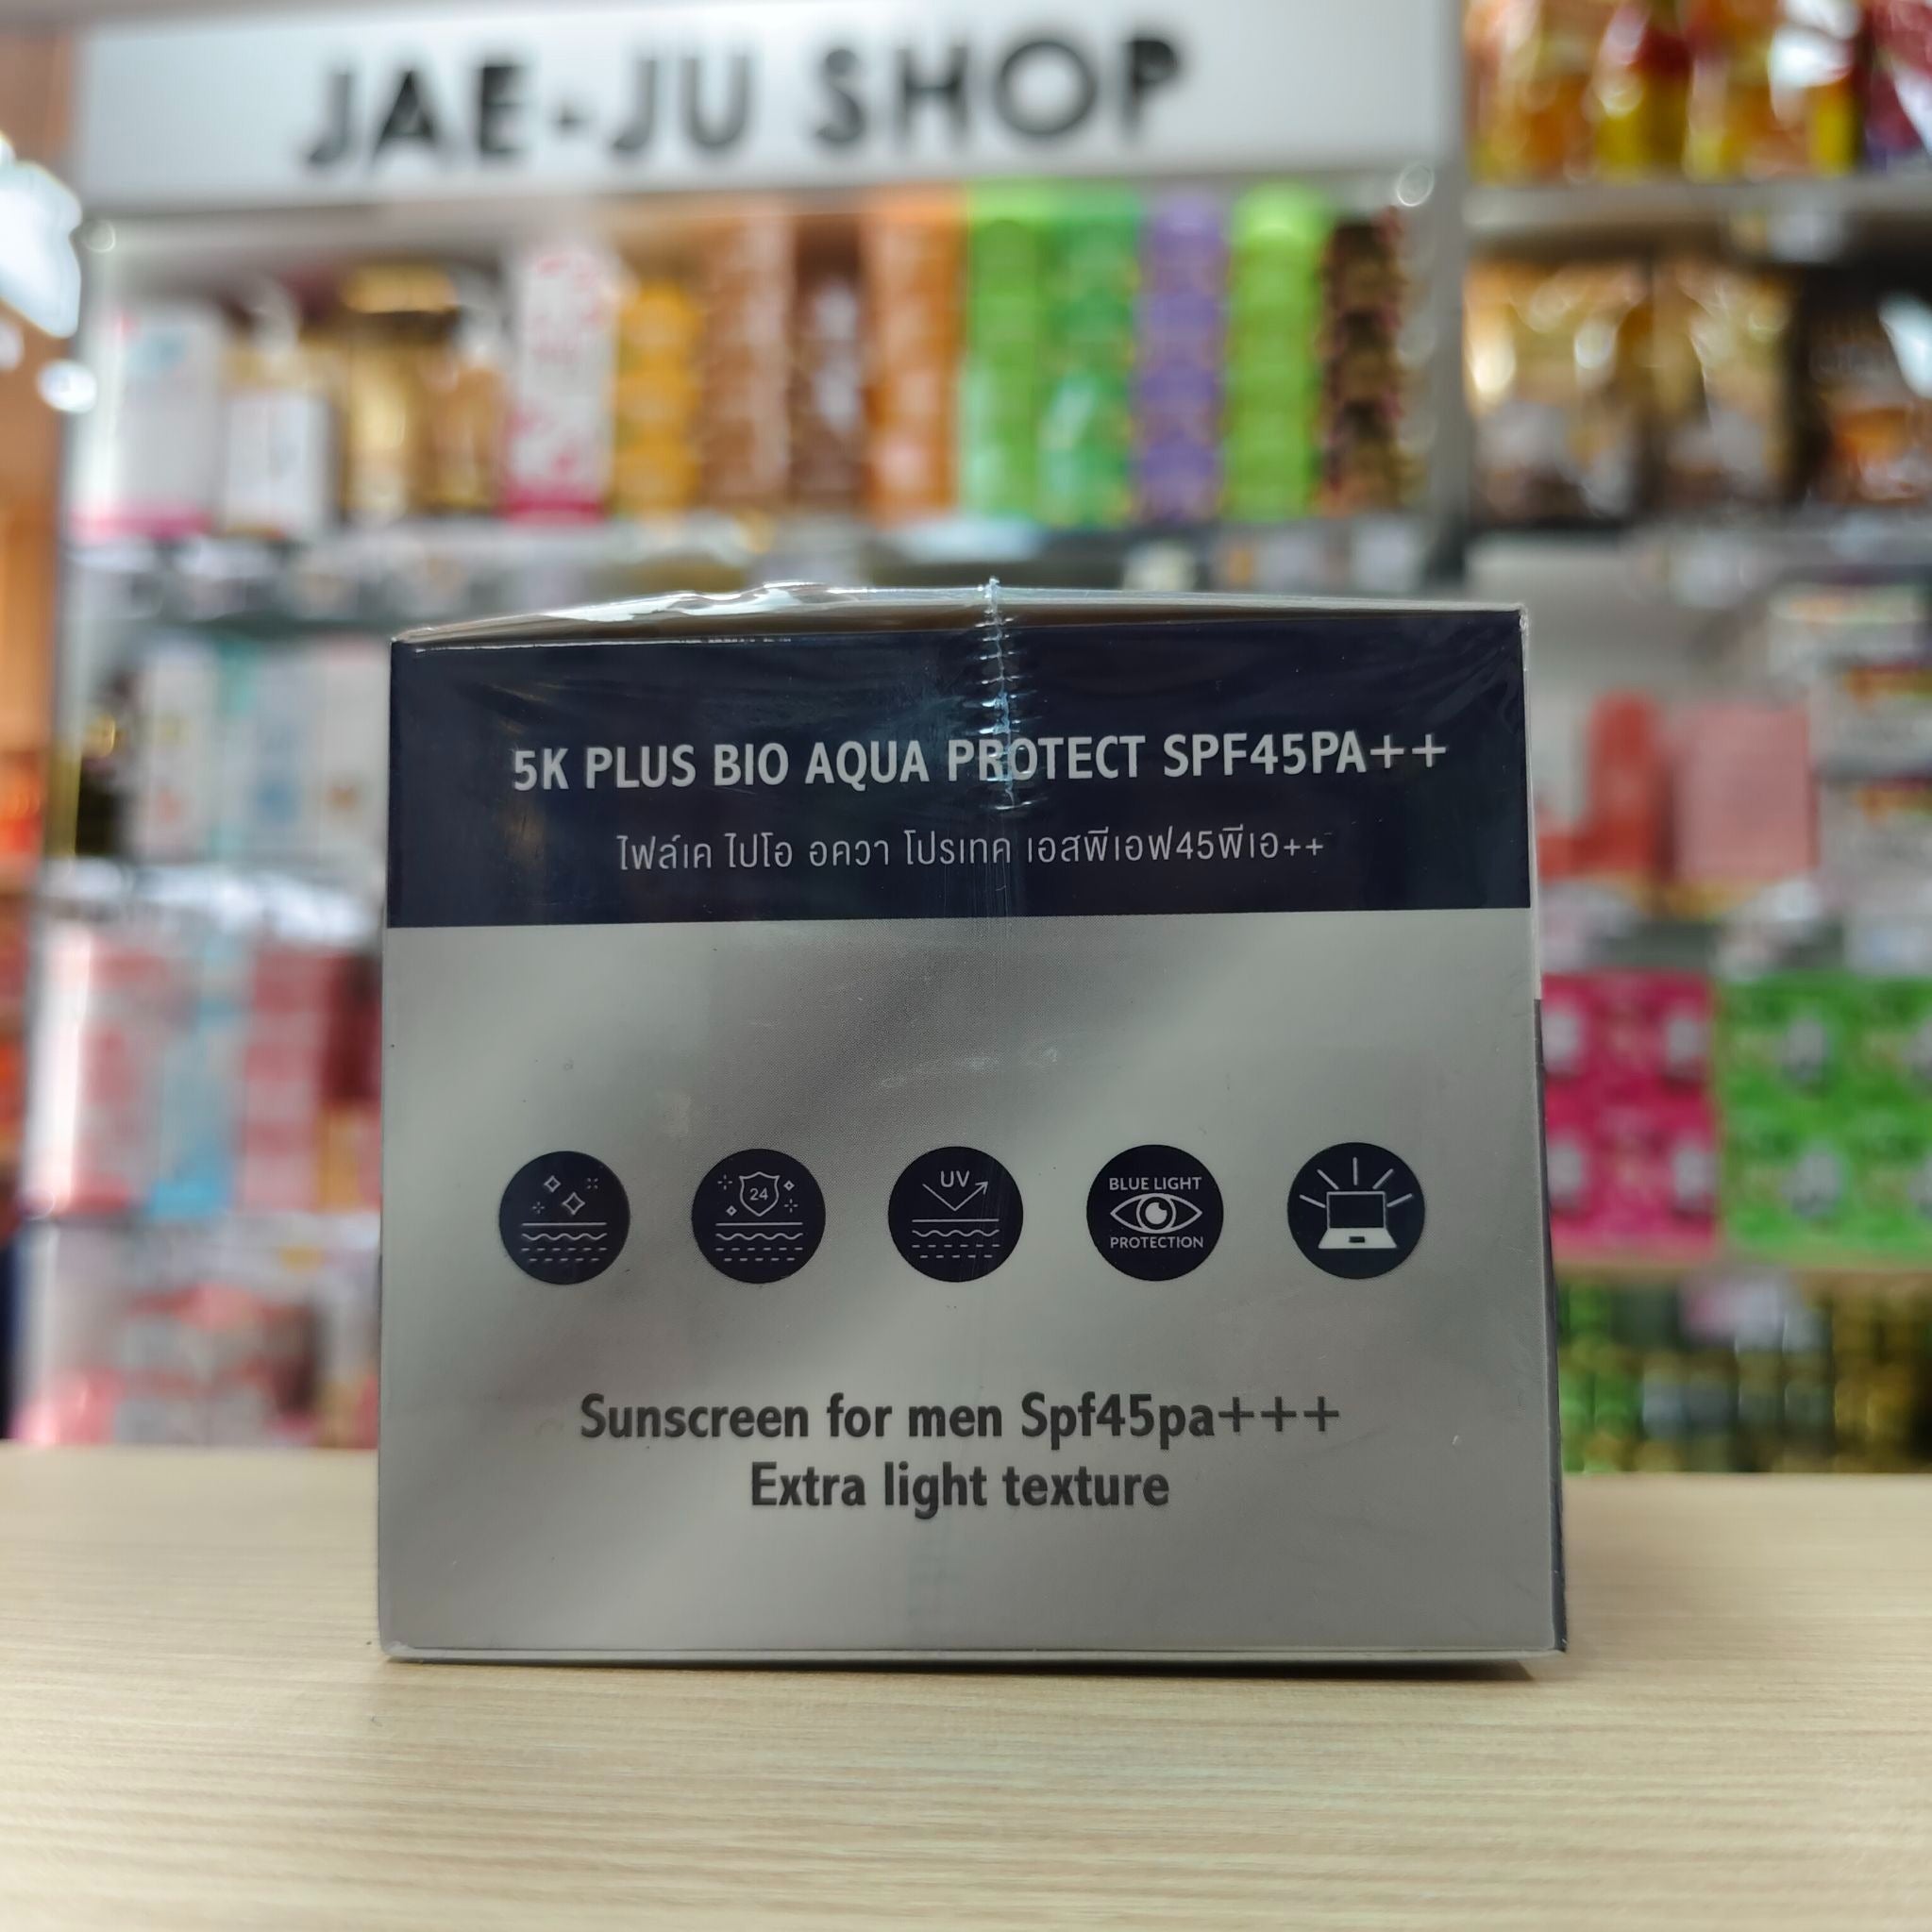 JAE-JU SHOP
5K PLUS BIO AQUA PROTECT SPF45PA++
ไฟล์เค ไปโอ อควา โปรเทค เอสพีเอฟ45พีเอ++
24
UV
BLUE LIGHT
PROTECTION
Sunscreen for men Spf45pa+++
Extra light texture